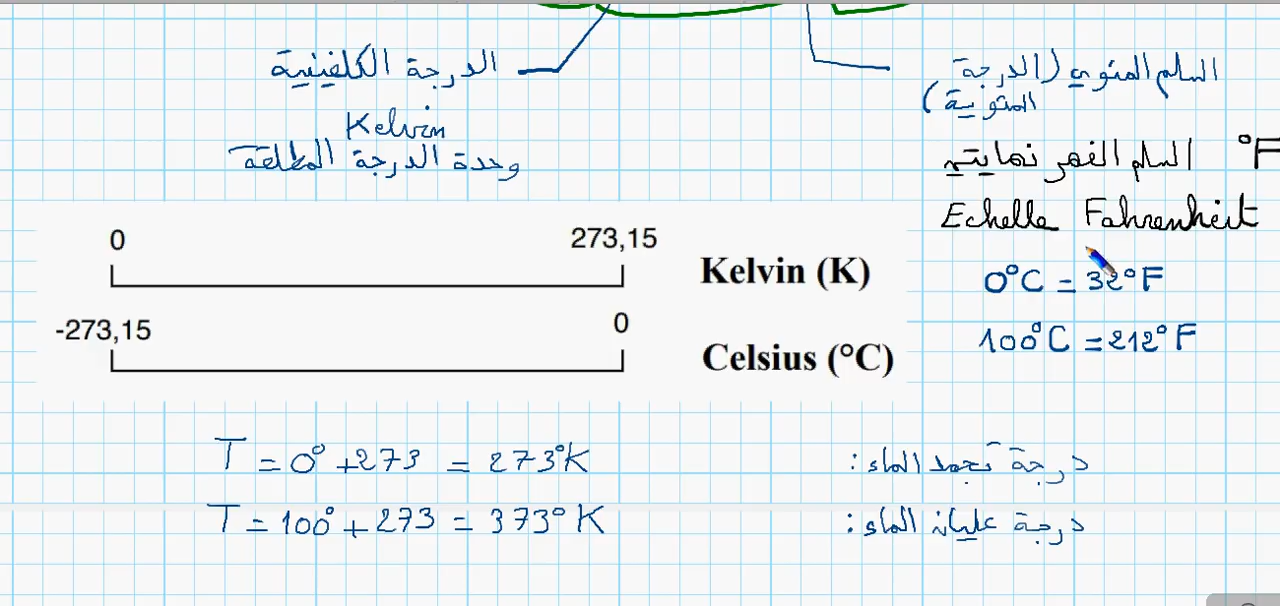 السلم المئوي (الدرجة
المئوية)
الدرجة الكلفينية
Kelvin
وحدة الدرجة المطلقة
السلم الفهرنهايتي °F
Echelle Fahrenheit
0 273,15
Kelvin (K)
-273,15 0
Celsius (°C)
0°C = 32°F
100°C = 212°F
درجة تجمد الماء:
T = 0° + 273 = 273°K
درجة غليان الماء:
T = 100° + 273 = 373°K